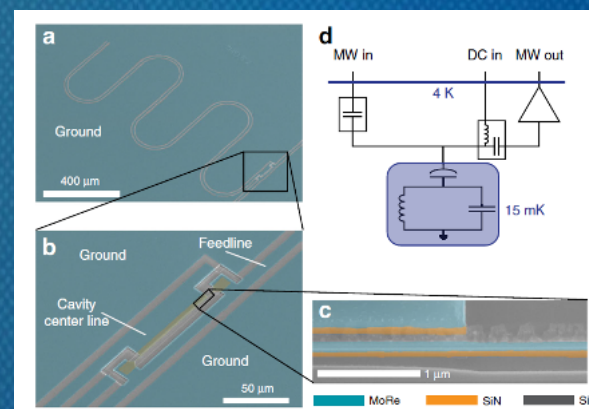 a
Ground
400 µm
b
Ground
Feedline
Cavity
center line
Ground
50 µm
d
MW in
DC in
MW out
4 K
15 mK
c
1 µm
MoRe
SiN